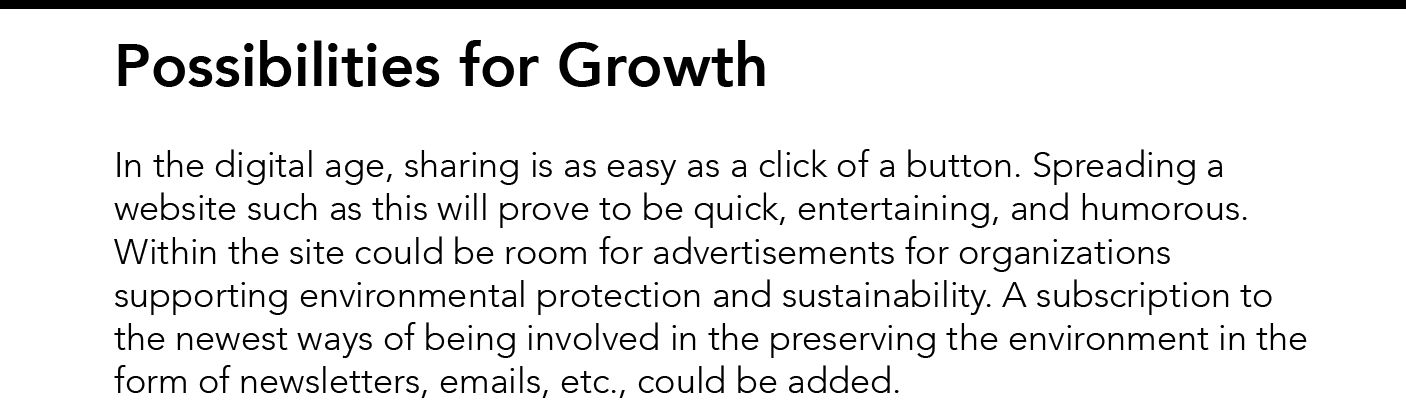 Possibilities for Growth
In the digital age, sharing is as easy as a click of a button. Spreading a
website such as this will prove to be quick, entertaining, and humorous.
Within the site could be room for advertisements for organizations
supporting environmental protection and sustainability. A subscription to
the newest ways of being involved in the preserving the environment in the
form of newsletters, emails, etc., could be added.